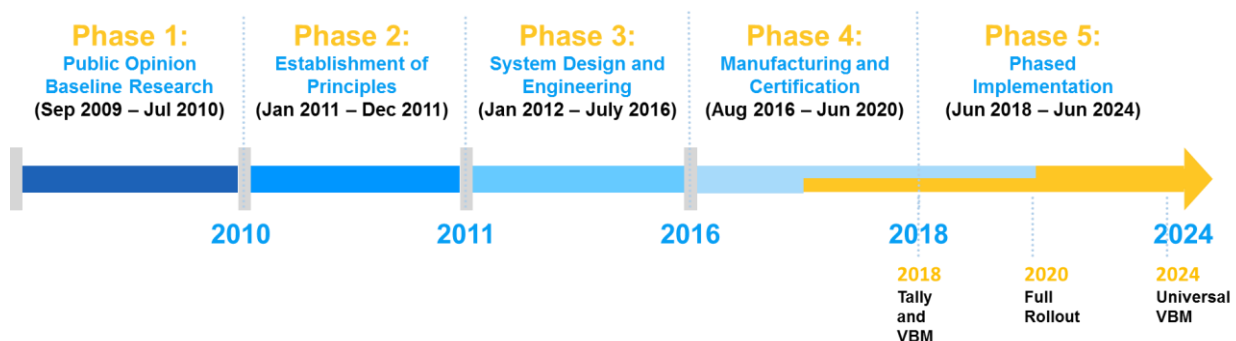 Phase 1:
Public Opinion
Baseline Research
(Sep 2009 – Jul 2010)
Phase 2:
Establishment of
Principles
(Jan 2011 – Dec 2011)
Phase 3:
System Design and
Engineering
(Jan 2012 – July 2016)
Phase 4:
Manufacturing and
Certification
(Aug 2016 – Jun 2020)
Phase 5:
Phased
Implementation
(Jun 2018 – Jun 2024)
2010
2011
2016
2018
2024
2018
Tally
and
VBM
2020
Full
Rollout
2024
Universal
VBM